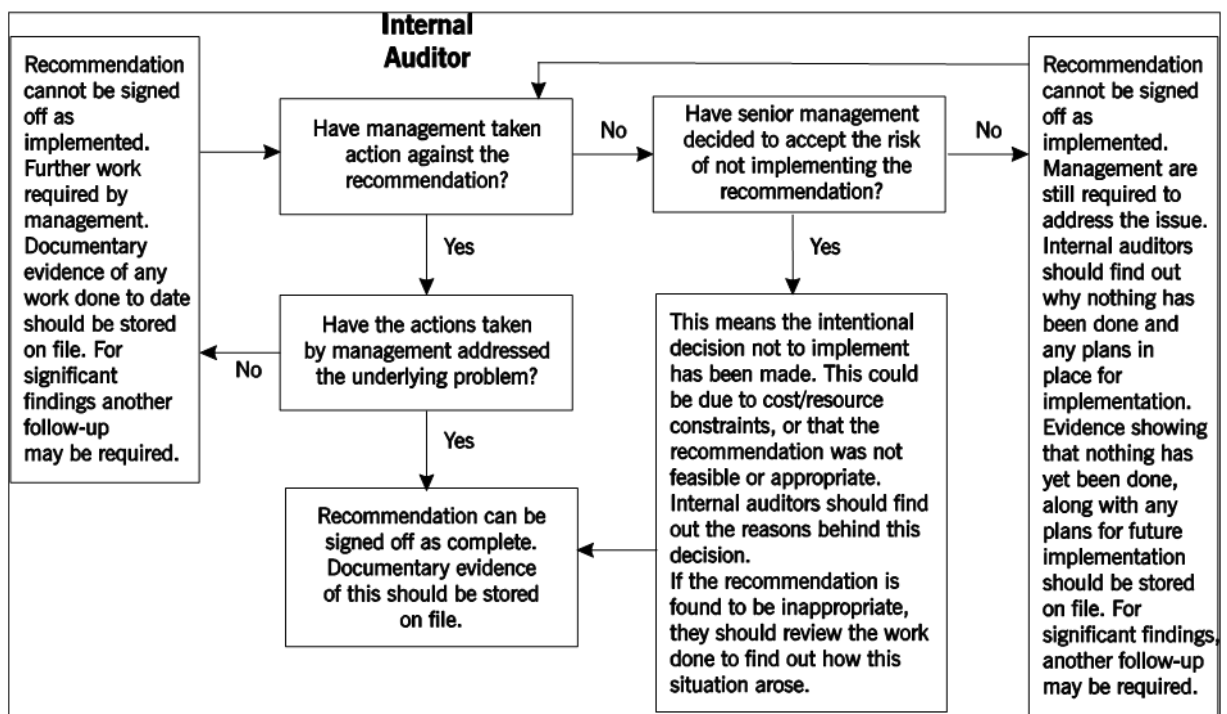 Internal
Auditor
Recommendation
cannot be signed
off as
implemented.
Further work
required by
management.
Documentary
evidence of any
work done to date
should be stored
on file. For
significant
findings another
follow-up
may be required.
Have management taken
action against the
recommendation?
No
Have senior management
decided to accept the risk
of not implementing the
recommendation?
No
Recommendation
cannot be signed
off as
implemented.
Management are
still required to
address the issue.
Internal auditors
should find out
why nothing has
been done and
any plans in
place for
implementation.
Evidence showing
that nothing has
yet been done,
along with any
plans for future
implementation
should be stored
on file. For
significant findings,
another follow-up
may be required.
Yes
Yes
Have the actions taken
by management addressed
the underlying problem?
No
Yes
This means the intentional
decision not to implement
has been made. This could
be due to cost/resource
constraints, or that the
recommendation was not
feasible or appropriate.
Internal auditors should find
out the reasons behind this
decision.
If the recommendation is
found to be inappropriate,
they should review the work
done to find out how this
situation arose.
Recommendation can be
signed off as complete.
Documentary evidence
of this should be stored
on file.